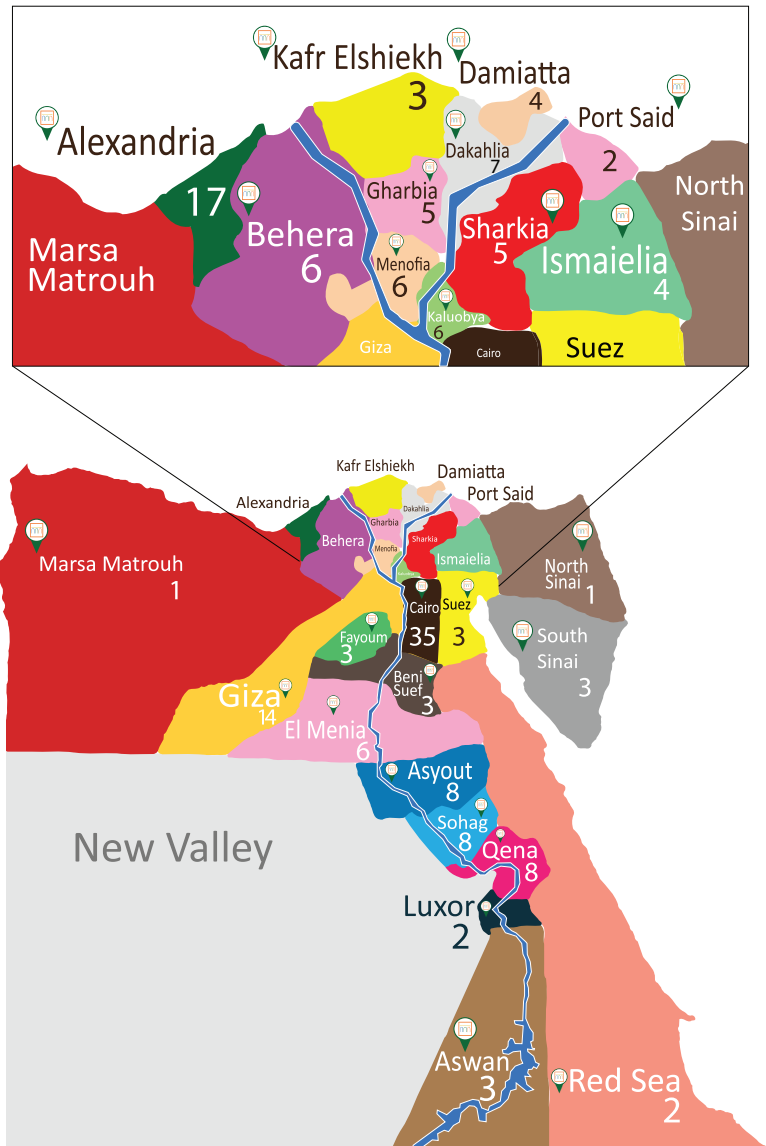 Kafr Elshiekh
3
Damiatta
4
Alexandria
17
Port Said
2
Dakahlia
7
Gharbia
5
North
Sinai
Behera
6
Sharkia
5
Marsa
Matrouh
Menofia
6
Ismaielia
4
Kaluobya
6
Giza
Cairo
Suez
Kafr Elshiekh
Damiatta
Alexandria
Port Said
Dakahlia
Gharbia
Behera
Sharkia
Menofia
Ismaielia
Marsa Matrouh
1
North
Sinai
1
Cairo
35
Suez
3
Fayoum
3
South
Sinai
3
Beni
Suef
3
Giza
14
El Menia
6
Asyout
8
Sohag
8
New Valley
Qena
8
Luxor
2
Aswan
3
Red Sea
2